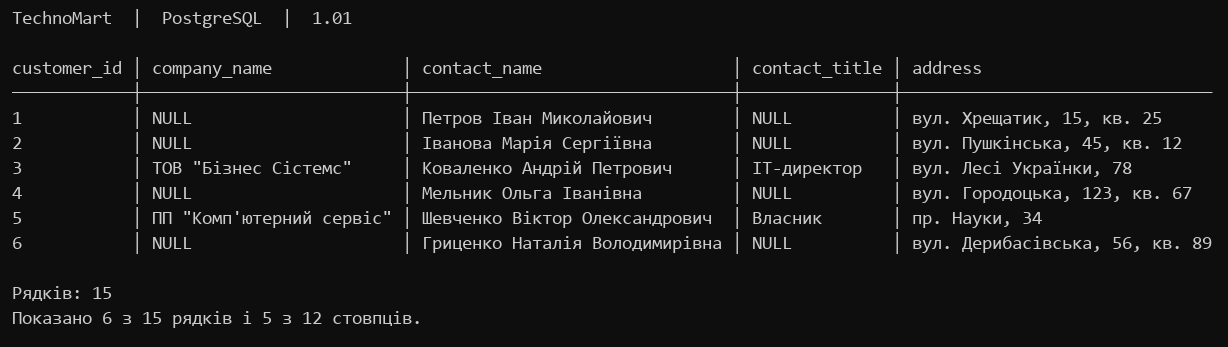 TechnoMart | PostgreSQL | 1.01
customer_id | company_name | contact_name | contact_title | address
1 | NULL | Петров Іван Миколайович | NULL | вул. Хрещатик, 15, кв. 25
2 | NULL | Іванова Марія Сергіївна | NULL | вул. Пушкінська, 45, кв. 12
3 | ТОВ "Бізнес Сістемс" | Коваленко Андрій Петрович | IT-директор | вул. Лесі Українки, 78
4 | NULL | Мельник Ольга Іванівна | NULL | вул. Городоцька, 123, кв. 67
5 | ПП "Комп'ютерний сервіс" | Шевченко Віктор Олександрович | Власник | пр. Науки, 34
6 | NULL | Гриценко Наталія Володимирівна | NULL | вул. Дерибасівська, 56, кв. 89
Рядків: 15
Показано 6 з 15 рядків і 5 з 12 стовпців.